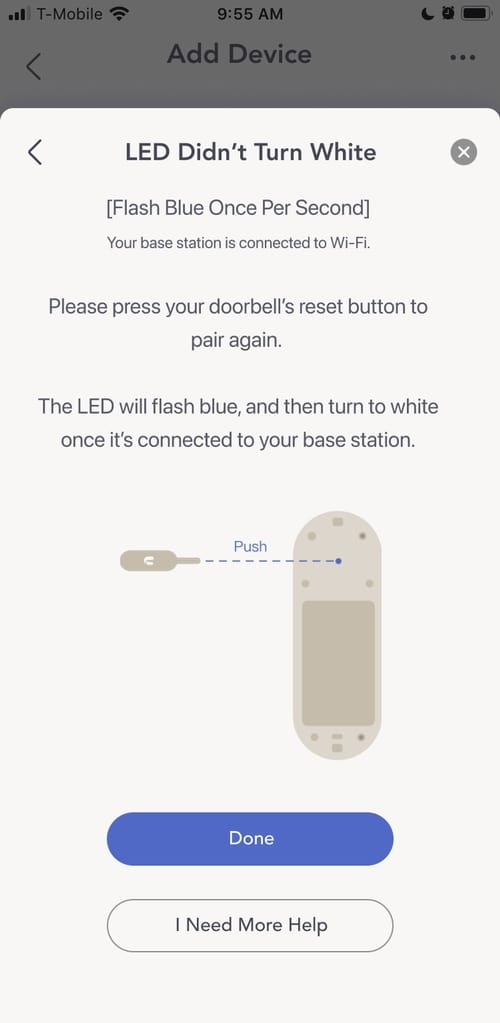 T-Mobile 9:55 AM
Add Device
LED Didn't Turn White
[Flash Blue Once Per Second]
Your base station is connected to Wi-Fi.
Please press your doorbell's reset button to
pair again.
The LED will flash blue, and then turn to white
once it's connected to your base station.
Push
Done
I Need More Help